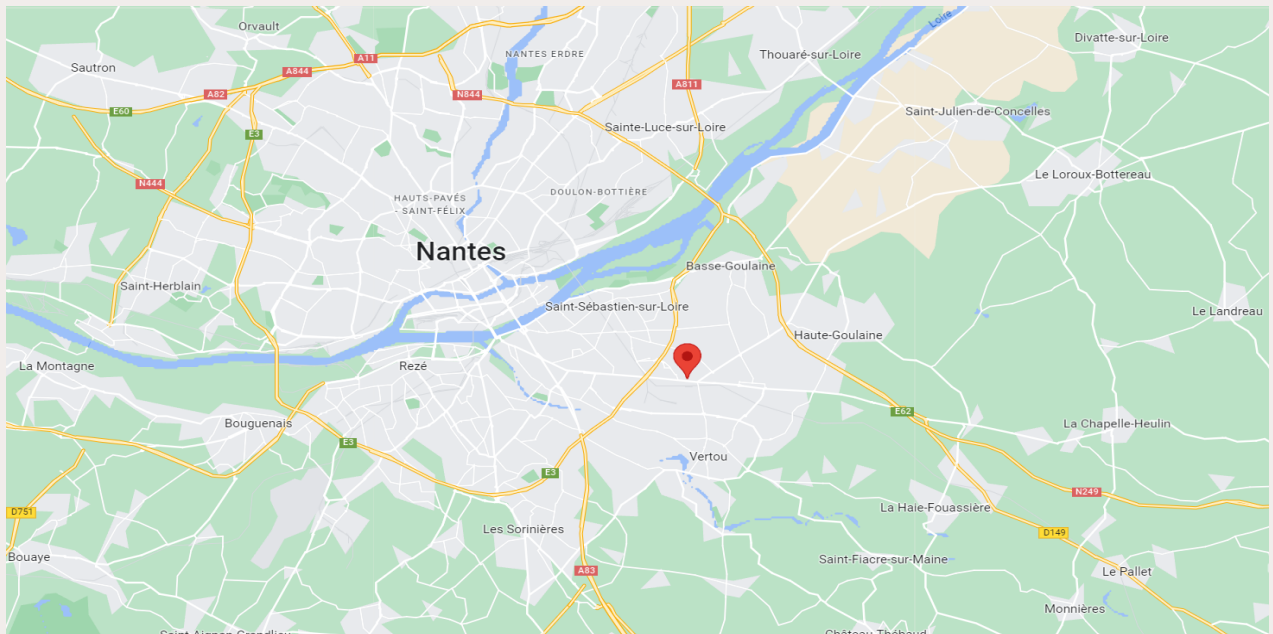 Orvault
Loire
Divatte-sur-Loire
NANTES ERDRE
Thouaré-sur-Loire
A11
Sautron
A844
A811
A82
N844
E60
Saint-Julien-de-Concelles
Sainte-Luce-sur-Loire
E3
Le Loroux-Bottereau
N444
DOULON-BOTTIÈRE
HAUTS-PAVÉS
- SAINT-FÉLIX
Nantes
Basse-Goulaine
Saint-Herblain
Saint-Sébastien-sur-Loire
Le Landreau
Haute-Goulaine
La Montagne
Rezé
E62
Bouguenais
La Chapelle-Heulin
E3
Vertou
E3
N249
La Haie-Fouassière
D751
Les Sorinières
D149
Bouaye
Saint-Fiacre-sur-Maine
A83
Le Pallet
Monnières